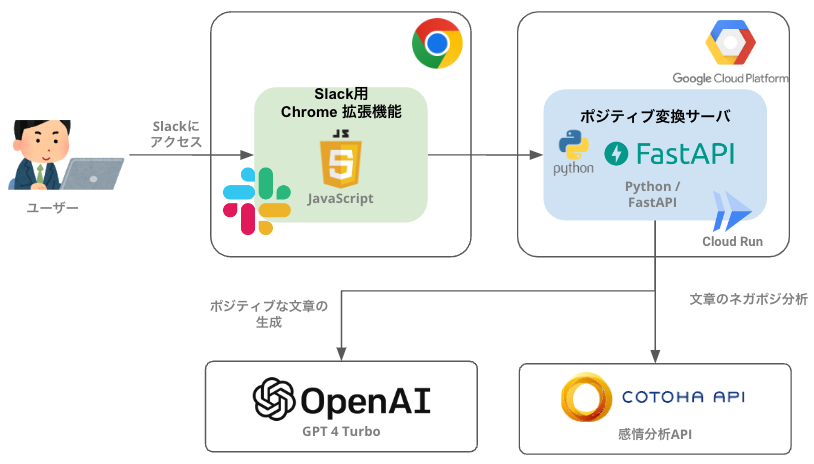 Slack用
Chrome 拡張機能
JS
JavaScript
Slackに
アクセス
ユーザー
Google Cloud Platform
ポジティブ変換サーバ
python
FastAPI
Python /
FastAPI
Cloud Run
ポジティブな文章の
生成
文章のネガポジ分析
OpenAI
GPT 4 Turbo
COTOHA API
感情分析API